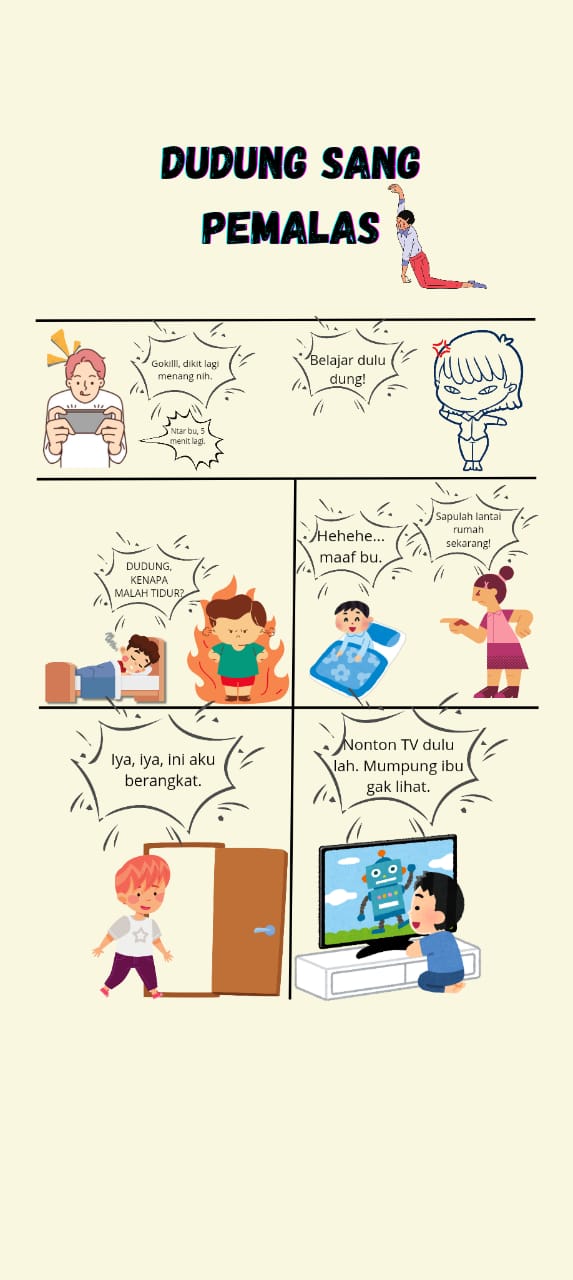 DUDUNG SANG
PEMALAS
Gokilll, dikit lagi
menang nih.
Ntar bu, 5
menit lagi.
Belajar dulu
dung!
DUDUNG,
KENAPA
MALAH TIDUR?
Hehehe...
maaf bu.
Sapulah lantai
rumah
sekarang!
Iya, iya, ini aku
berangkat.
Nonton TV dulu
lah. Mumpung ibu
gak lihat.